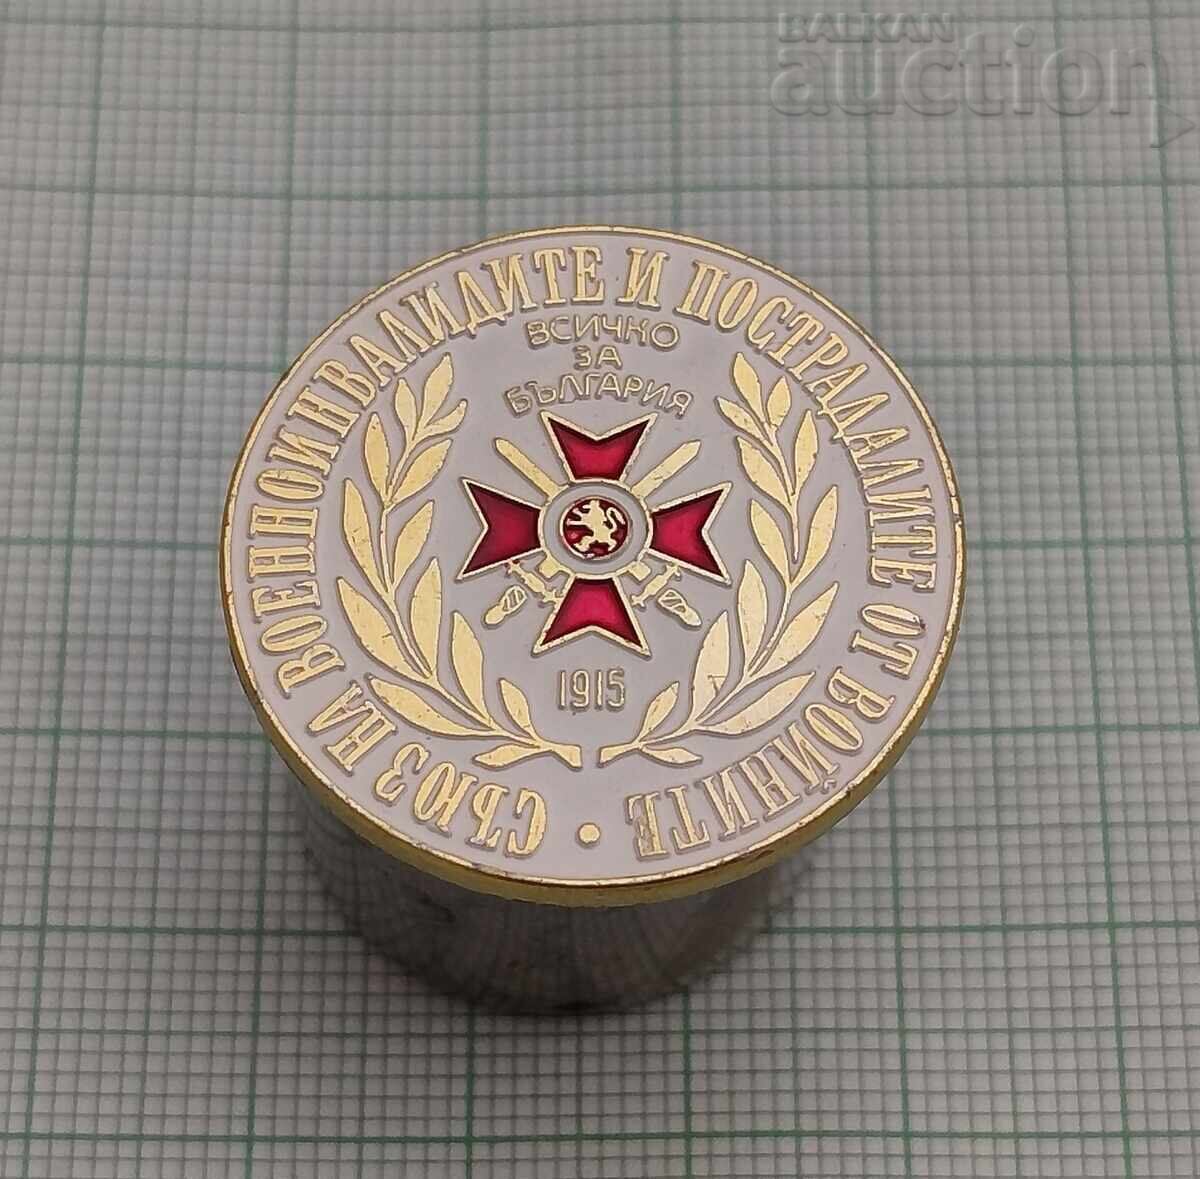 BALKAN
auction
СЪЮЗ НА ВОЕННОИНВАЛИДИТЕ И ПОСТРАДАЛИТЕ ОТ ВОЙНИТЕ •
ВСИЧКО
ЗА
БЪЛГАРИЯ
1915